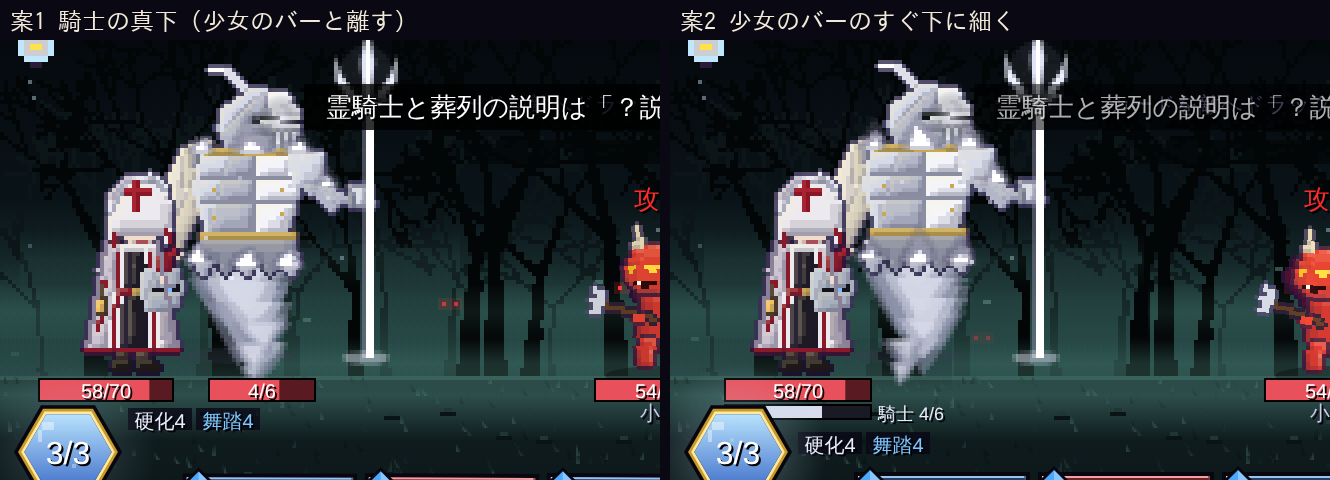 案1 騎士の真下（少女のバーと離す）
霊騎士と葬列の説明は「？説
攻
58/70
4/6
54/
小
硬化4 舞踏4
3/3
案2 少女のバーのすぐ下に細く
霊騎士と葬列の説明は「？説
攻
58/70
54/
騎士 4/6
小
硬化4 舞踏4
3/3